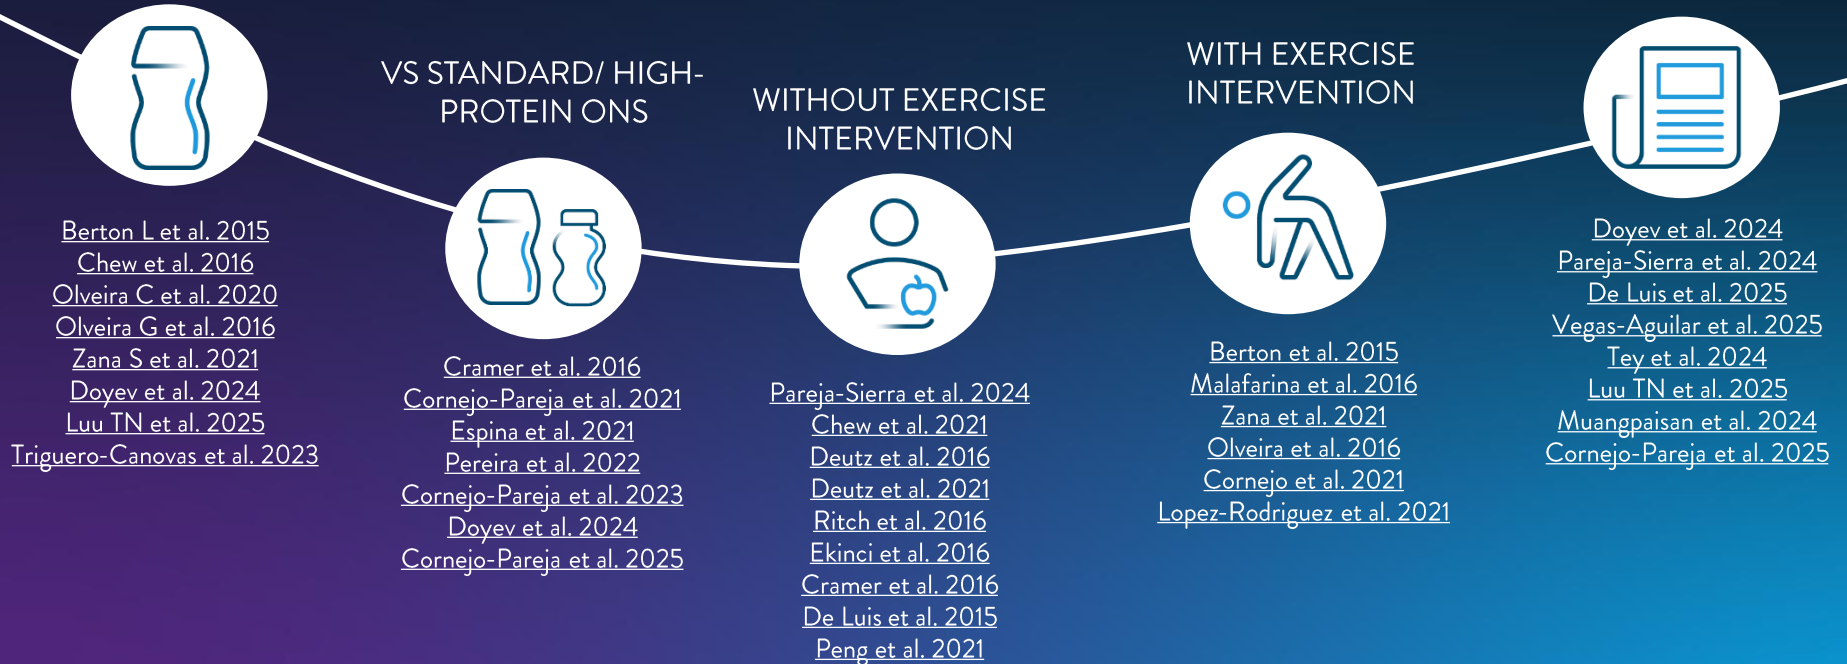 Berton L et al. 2015
Chew et al. 2016
Olveira C et al. 2020
Olveira G et al. 2016
Zana S et al. 2021
Doyev et al. 2024
Luu TN et al. 2025
Triguero-Canovas et al. 2023
VS STANDARD/ HIGH-
PROTEIN ONS
Cramer et al. 2016
Cornejo-Pareja et al. 2021
Espina et al. 2021
Pereira et al. 2022
Cornejo-Pareja et al. 2023
Doyev et al. 2024
Cornejo-Pareja et al. 2025
WITHOUT EXERCISE
INTERVENTION
Pareja-Sierra et al. 2024
Chew et al. 2021
Deutz et al. 2016
Deutz et al. 2021
Ritch et al. 2016
Ekinci et al. 2016
Cramer et al. 2016
De Luis et al. 2015
Peng et al. 2021
WITH EXERCISE
INTERVENTION
Berton et al. 2015
Malafarina et al. 2016
Zana et al. 2021
Olveira et al. 2016
Cornejo et al. 2021
Lopez-Rodriguez et al. 2021
Doyev et al. 2024
Pareja-Sierra et al. 2024
De Luis et al. 2025
Vegas-Aguilar et al. 2025
Tey et al. 2024
Luu TN et al. 2025
Muangpaisan et al. 2024
Cornejo-Pareja et al. 2025